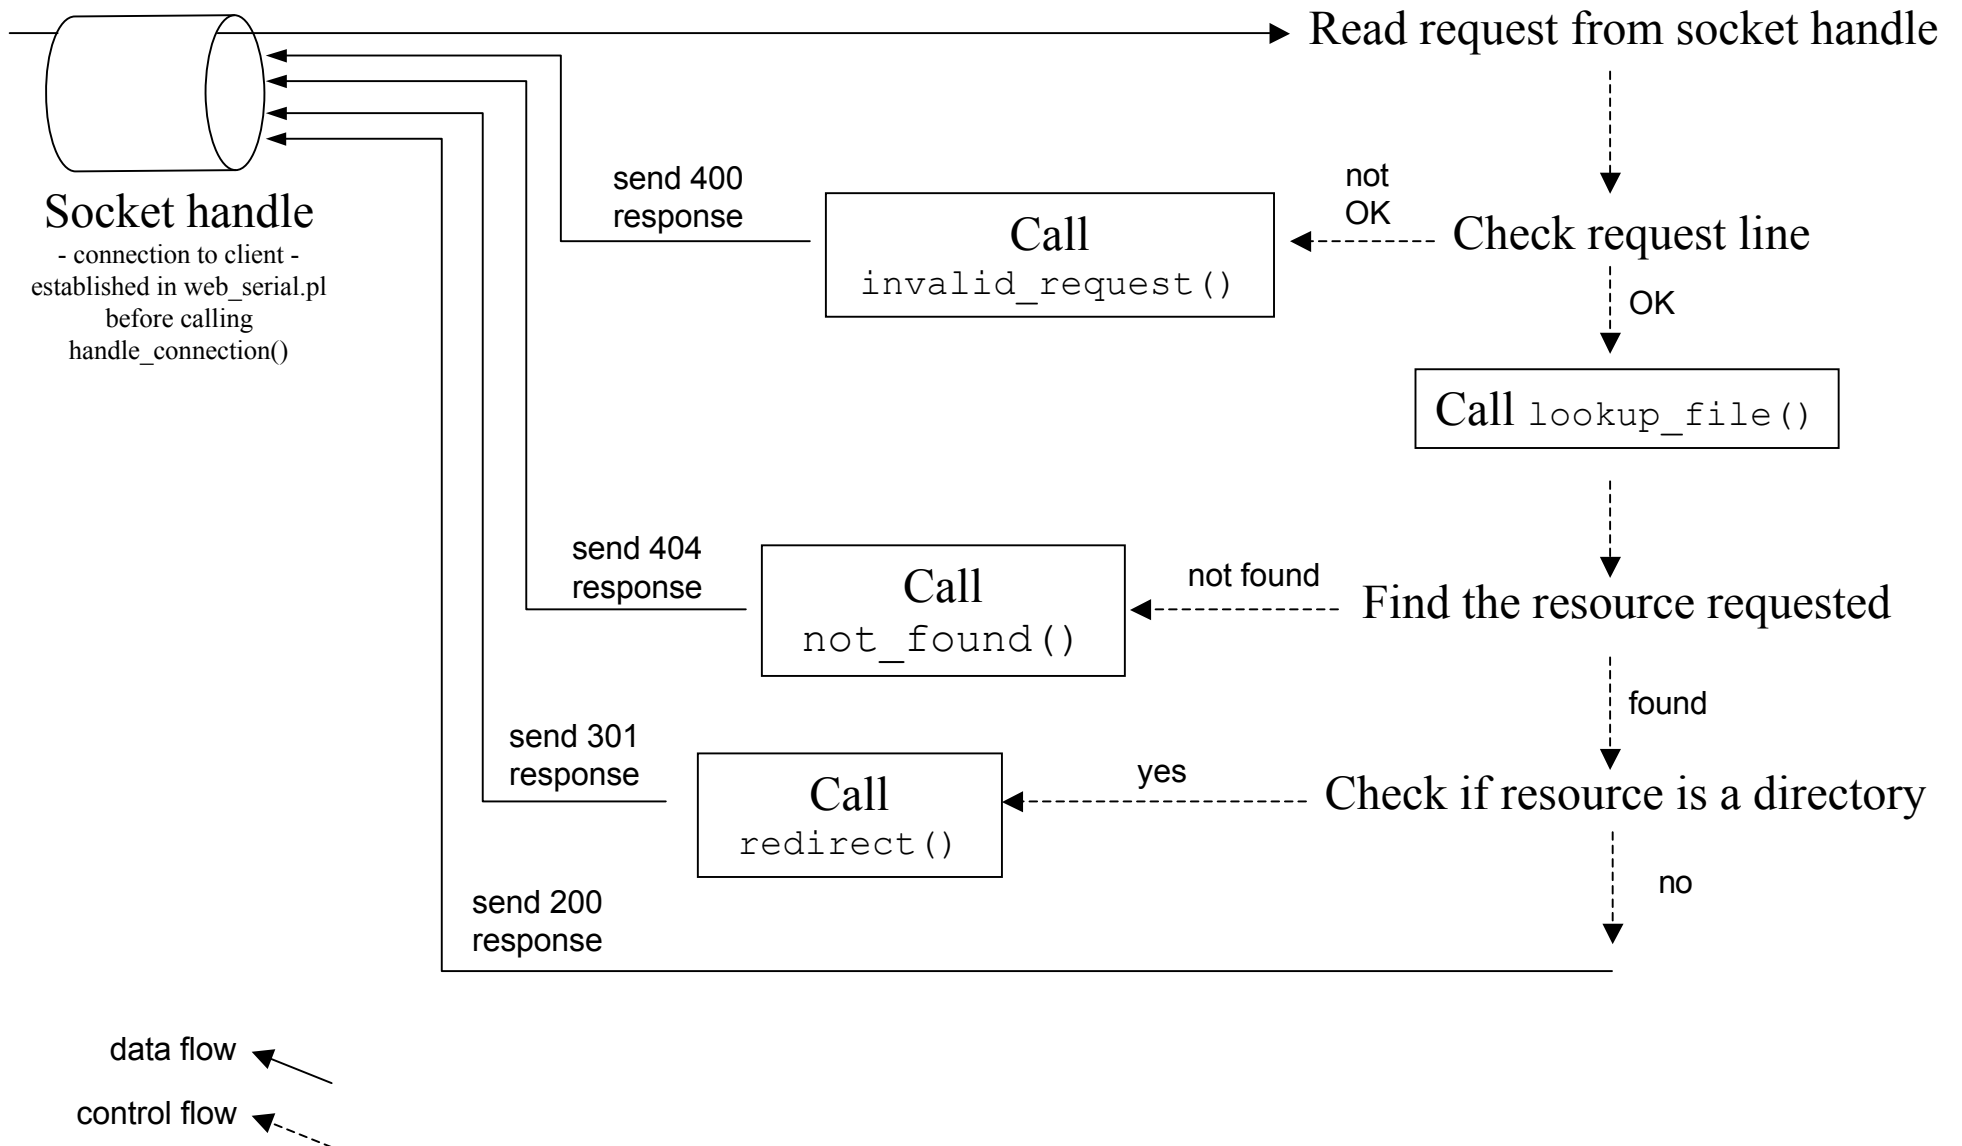 Read request from socket handle
send 400
response
not
OK
Call
invalid_request()
Check request line
Socket handle
- connection to client -
established in web_serial.pl
before calling
handle_connection()
OK
Call lookup_file()
send 404
response
Call
not_found()
not found
Find the resource requested
found
send 301
response
Call
redirect()
yes
Check if resource is a directory
no
send 200
response
data flow
control flow